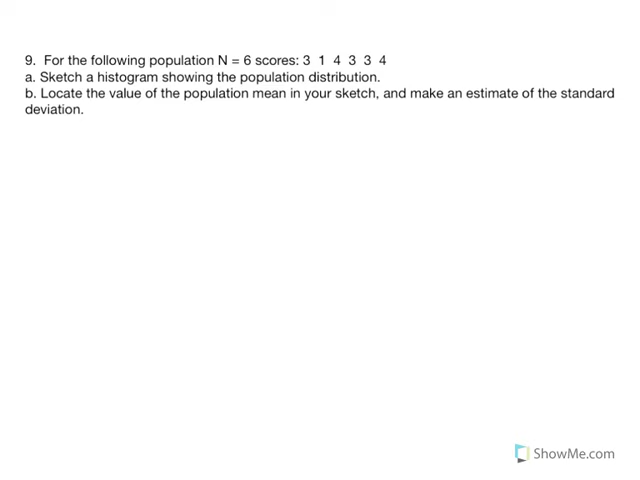 9.  For the following population N = 6 scores: 3  1  4  3  3  4
a. Sketch a histogram showing the population distribution.
b. Locate the value of the population mean in your sketch, and make an estimate of the standard
deviation.
ShowMe.com